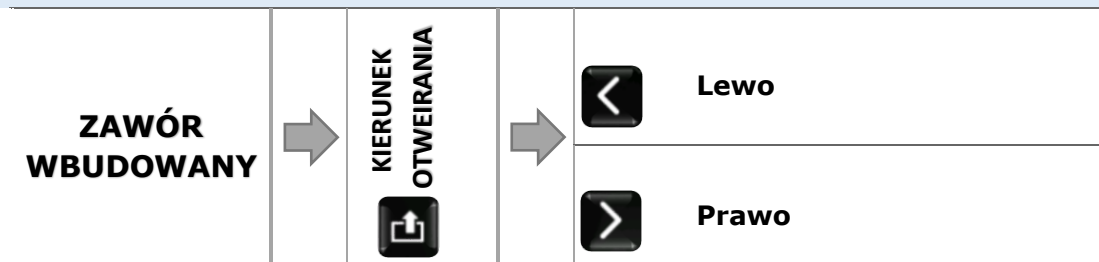 ZAWÓR
WBUDOWANY
KIERUNEK
OTWEIRANIA
Lewo
Prawo